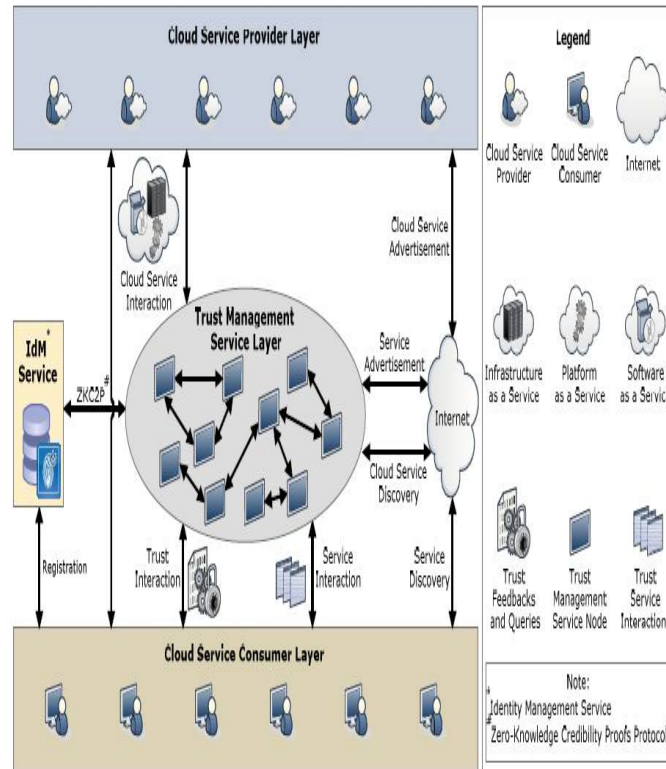 Cloud Service Provider Layer
Cloud Service
Interaction
Cloud Service
Advertisement
Trust Management
Service Layer
IdM*
Service
ZKC2P#
Service
Advertisement
Internet
Cloud Service
Discovery
Registration
Trust
Interaction
Service
Interaction
Service
Discovery
Cloud Service Consumer Layer
Legend
Cloud Service
Provider
Cloud Service
Consumer
Internet
Infrastructure
as a Service
Platform
as a Service
Software
as a Service
Trust
Feedbacks
and Queries
Trust
Management
Service Node
Trust
Service
Interaction
Note:
*Identity Management Service
#Zero-Knowledge Credibility Proofs Protocol